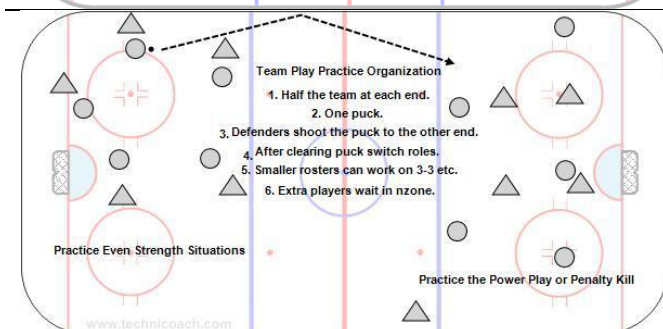 Team Play Practice Organization
1. Half the team at each end.
2. One puck.
3. Defenders shoot the puck to the other end.
4. After clearing puck switch roles.
5. Smaller rosters can work on 3-3 etc.
6. Extra players wait in nzone.
Practice Even Strength Situations
Practice the Power Play or Penalty Kill
www.technicoach.com